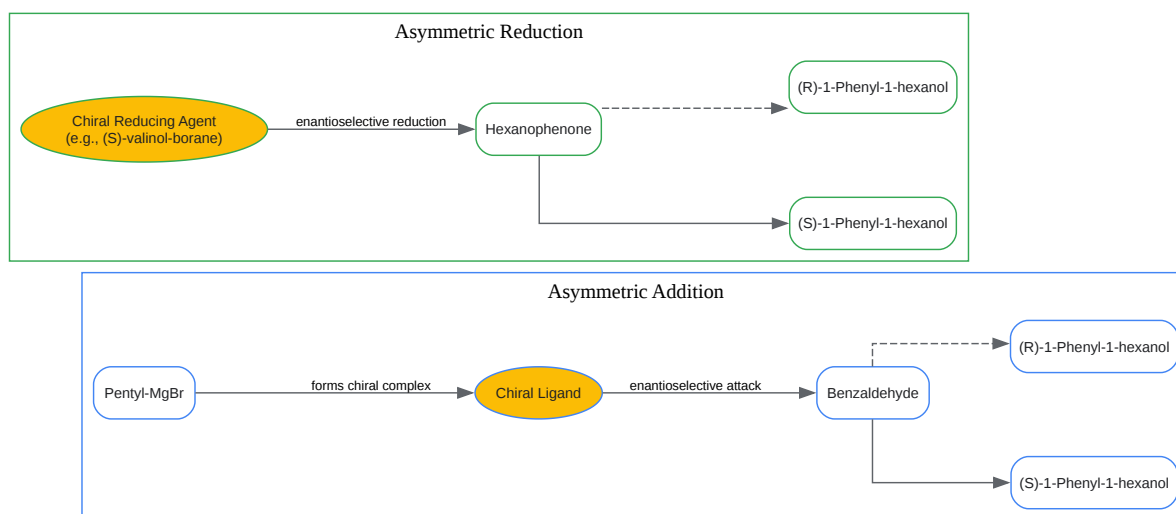 Asymmetric Reduction
Chiral Reducing Agent
(e.g., (S)-valinol-borane)
enantioselective reduction
Hexanophenone
(R)-1-Phenyl-1-hexanol
(S)-1-Phenyl-1-hexanol
Asymmetric Addition
Pentyl-MgBr
forms chiral complex
Chiral Ligand
enantioselective attack
Benzaldehyde
(R)-1-Phenyl-1-hexanol
(S)-1-Phenyl-1-hexanol